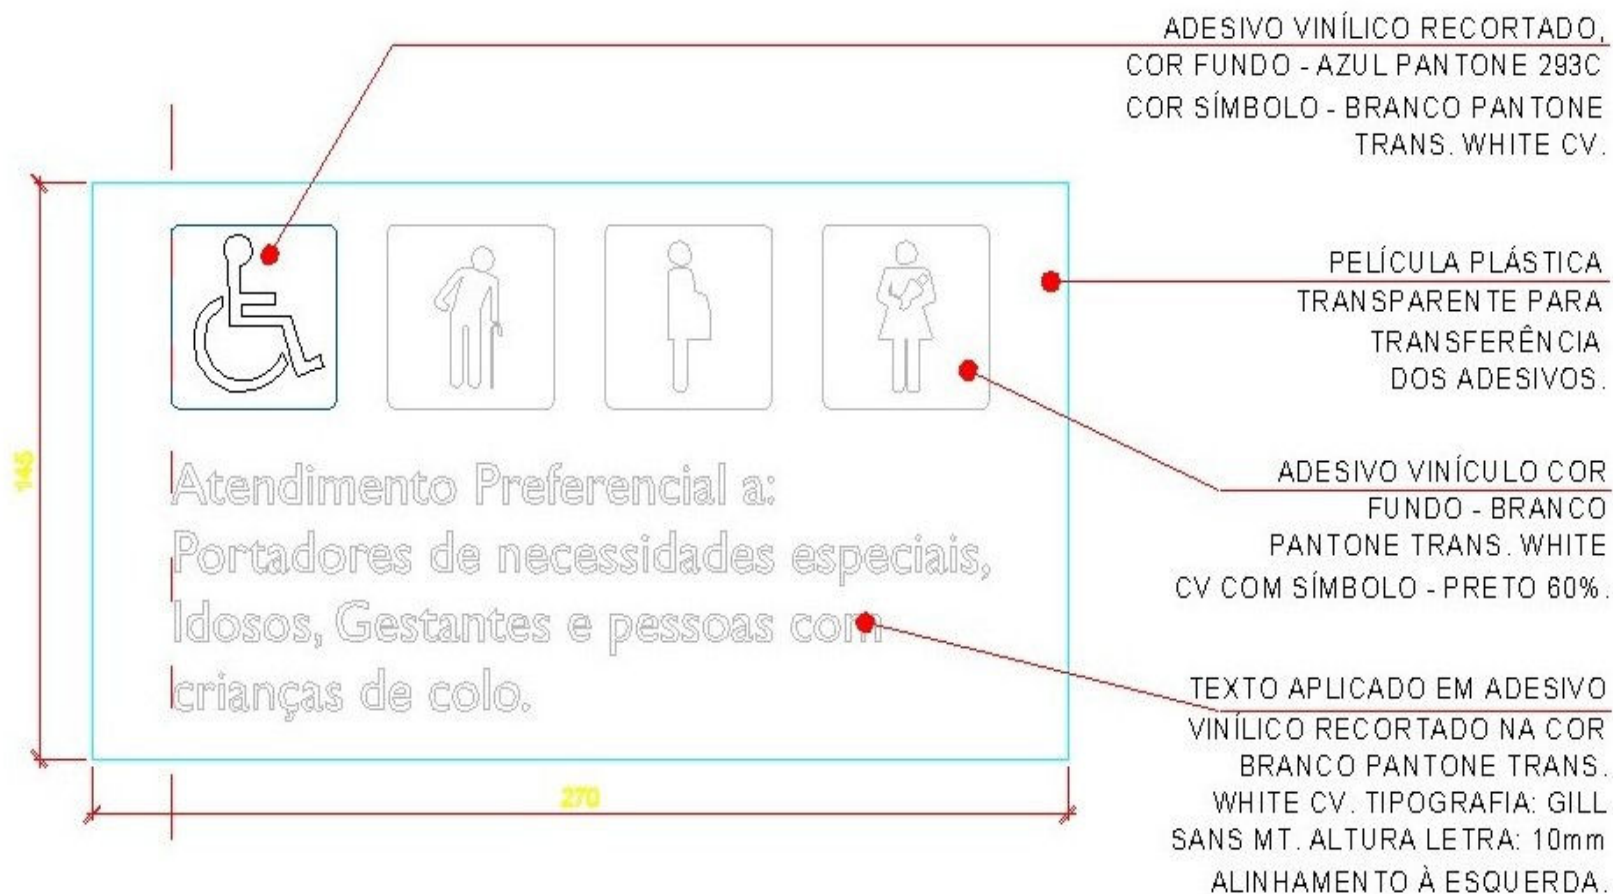 ADESIVO VINÍLICO RECORTADO,
COR FUNDO - AZUL PANTONE 293C
COR SÍMBOLO - BRANCO PANTONE
TRANS. WHITE CV.
PELÍCULA PLÁSTICA
TRANSPARENTE PARA
TRANSFERÊNCIA
DOS ADESIVOS.
ADESIVO VINÍCULO COR
FUNDO - BRANCO
PANTONE TRANS. WHITE
CV COM SÍMBOLO - PRETO 60%.
TEXTO APLICADO EM ADESIVO
VINÍLICO RECORTADO NA COR
BRANCO PANTONE TRANS.
WHITE CV. TIPOGRAFIA: GILL
SANS MT. ALTURA LETRA: 10mm
ALINHAMENTO À ESQUERDA.
Atendimento Preferencial a:
Portadores de necessidades especiais,
Idosos, Gestantes e pessoas com
crianças de colo.
145
270